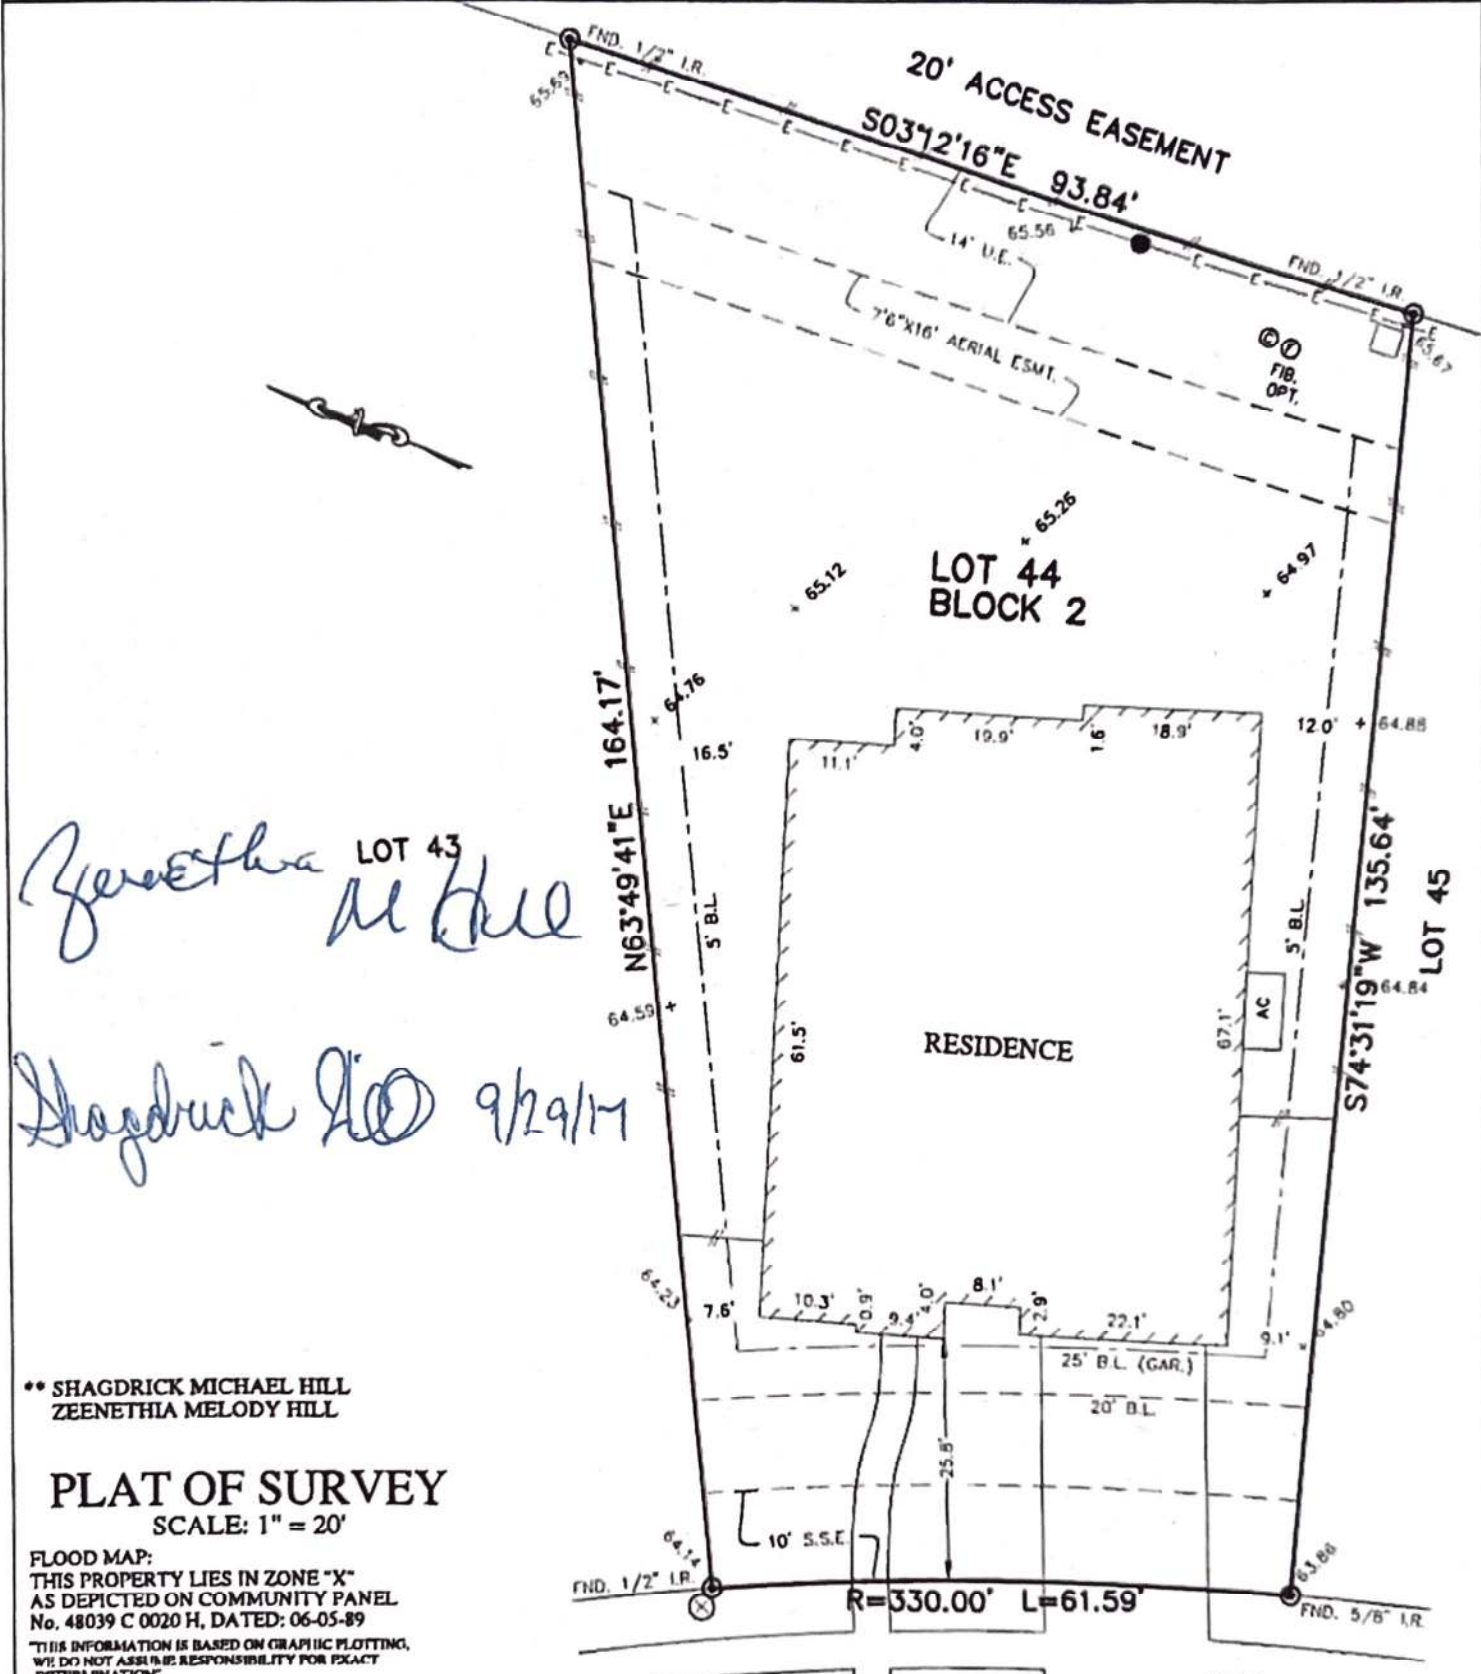 FND. 1/2" I.R.
20' ACCESS EASEMENT
S03°12'16"E 93.84'
65.63
65.56
14' U.E.
FND. 1/2" I.R.
65.67
7'6"X16' AERIAL ESMT.
C T
FIB.
OPT.
65.26
65.12
64.97
LOT 44
BLOCK 2
64.76
N63°49'41"E 164.17'
16.5'
11.1'
4.0'
19.9'
1.6'
18.9'
12.0'
64.88
S74°31'19"W 135.64'
LOT 45
LOT 43
Zeenethia
M Hill
5' B.L.
5' B.L.
64.84
64.59
61.5'
RESIDENCE
67.1'
AC
Shagdrick Hill 9/29/17
64.23
7.6'
10.3'
0.9'
9.4'
4.0'
8.1'
2.9'
22.1'
9.1'
64.80
25' B.L. (GAR.)
20' B.L.
25.8'
** SHAGDRICK MICHAEL HILL
ZEENETHIA MELODY HILL
PLAT OF SURVEY
SCALE: 1" = 20'
10' S.S.E.
64.14
63.86
FND. 1/2" I.R.
R=330.00' L=61.59'
FND. 5/8" I.R.
FLOOD MAP:
THIS PROPERTY LIES IN ZONE "X"
AS DEPICTED ON COMMUNITY PANEL
No. 48039 C 0020 H, DATED: 06-05-89
"THIS INFORMATION IS BASED ON GRAPHIC PLOTTING,
WE DO NOT ASSUME RESPONSIBILITY FOR EXACT
DETERMINATION"